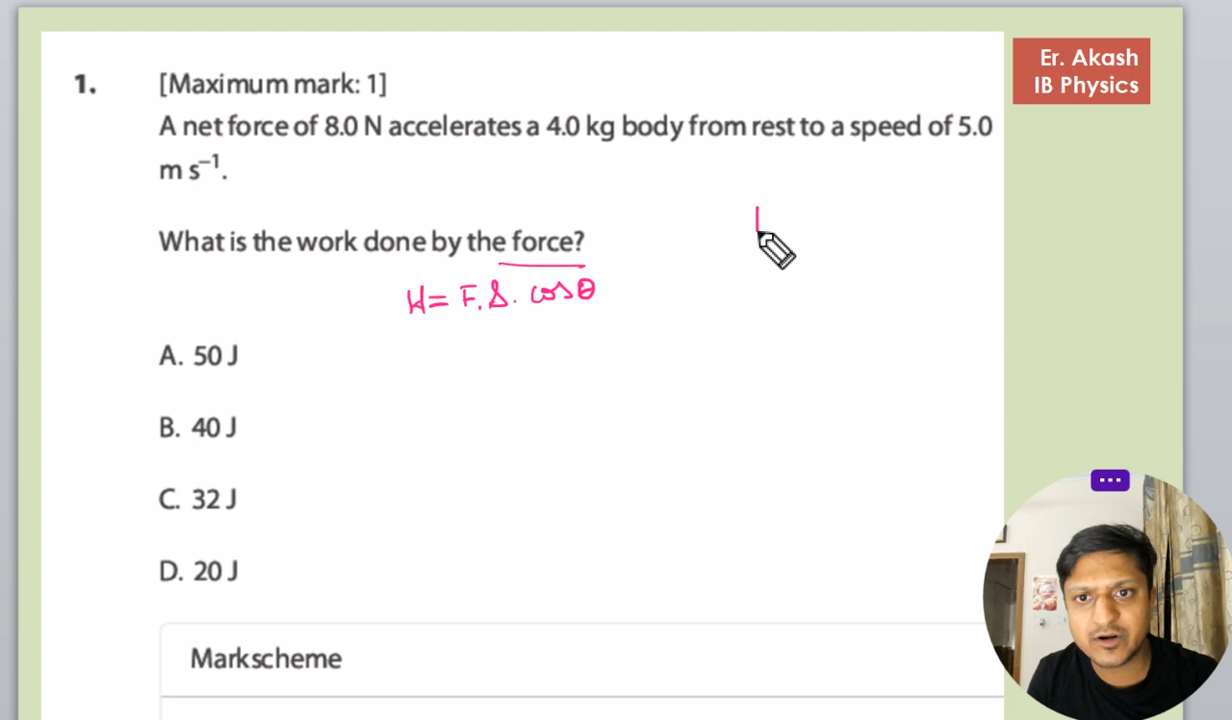 Er. Akash
IB Physics
1. [Maximum mark: 1]
A net force of 8.0 N accelerates a 4.0 kg body from rest to a speed of 5.0
m s⁻¹.
What is the work done by the force?
W = F.S. cosθ
A. 50 J
B. 40 J
C. 32 J
D. 20 J
Markscheme